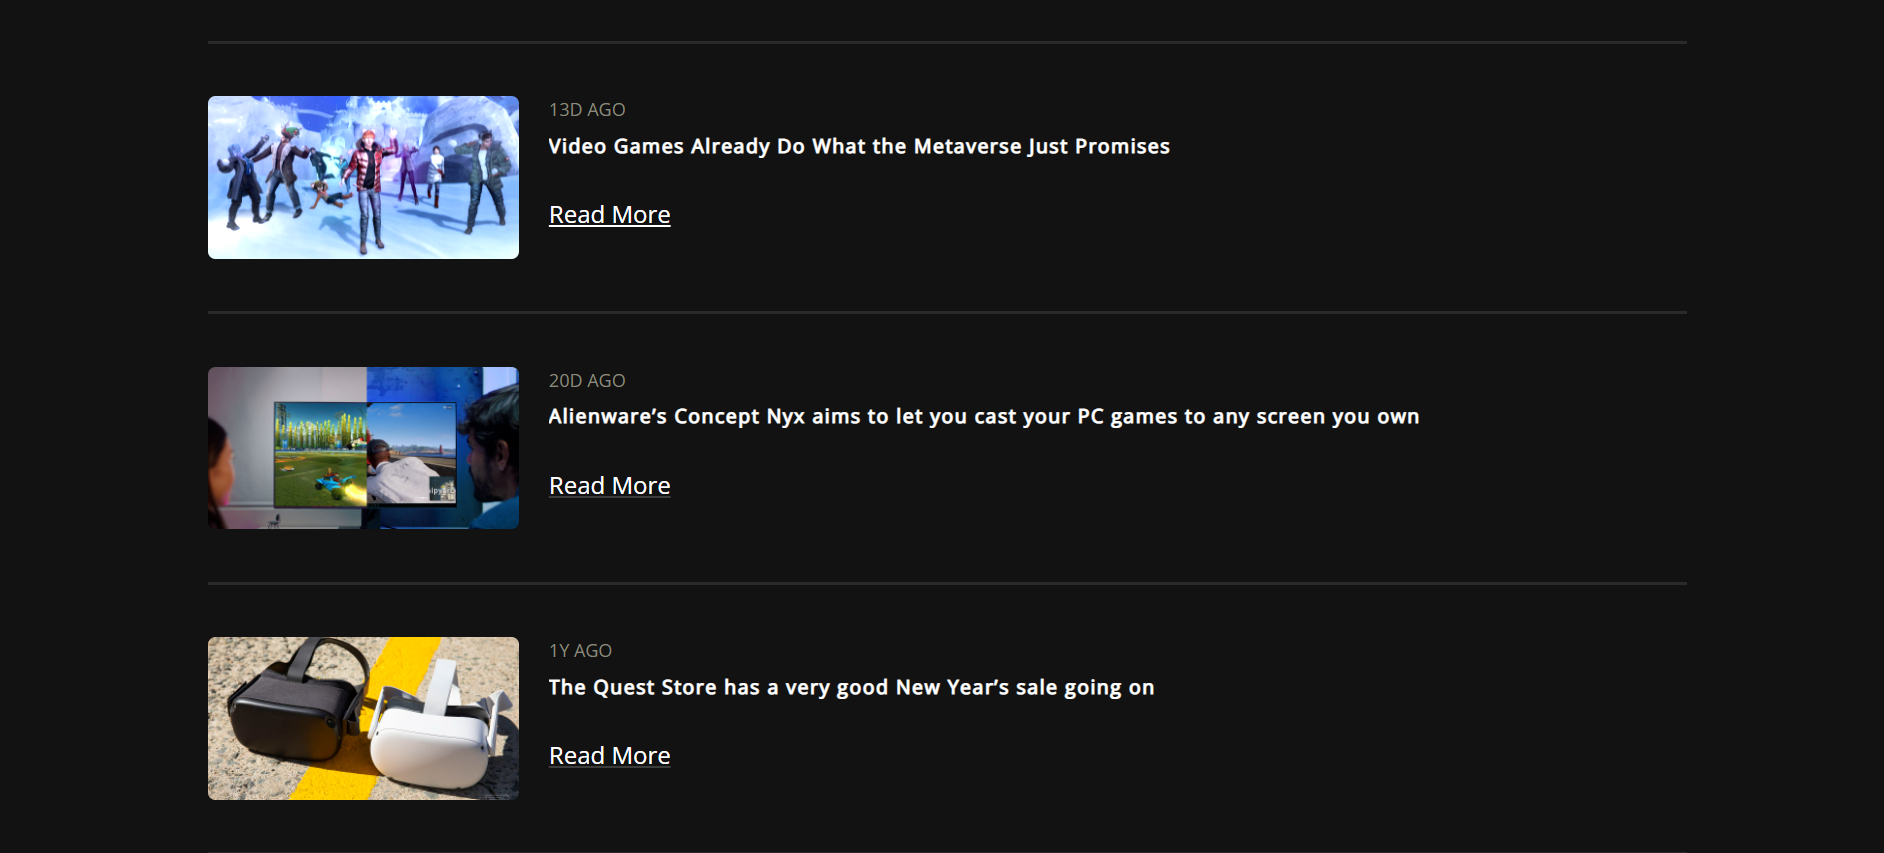 13D AGO
Video Games Already Do What the Metaverse Just Promises
Read More
20D AGO
Alienware’s Concept Nyx aims to let you cast your PC games to any screen you own
Read More
1Y AGO
The Quest Store has a very good New Year’s sale going on
Read More